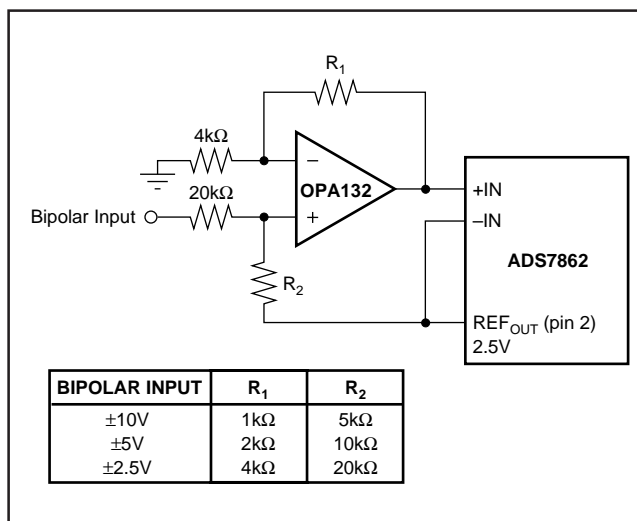 R1
4kΩ
−
OPA132
+
20kΩ
Bipolar Input
R2
+IN
−IN
ADS7862
REFOUT (pin 2)
2.5V
BIPOLAR INPUT R1 R2
±10V 1kΩ 5kΩ
±5V 2kΩ 10kΩ
±2.5V 4kΩ 20kΩ